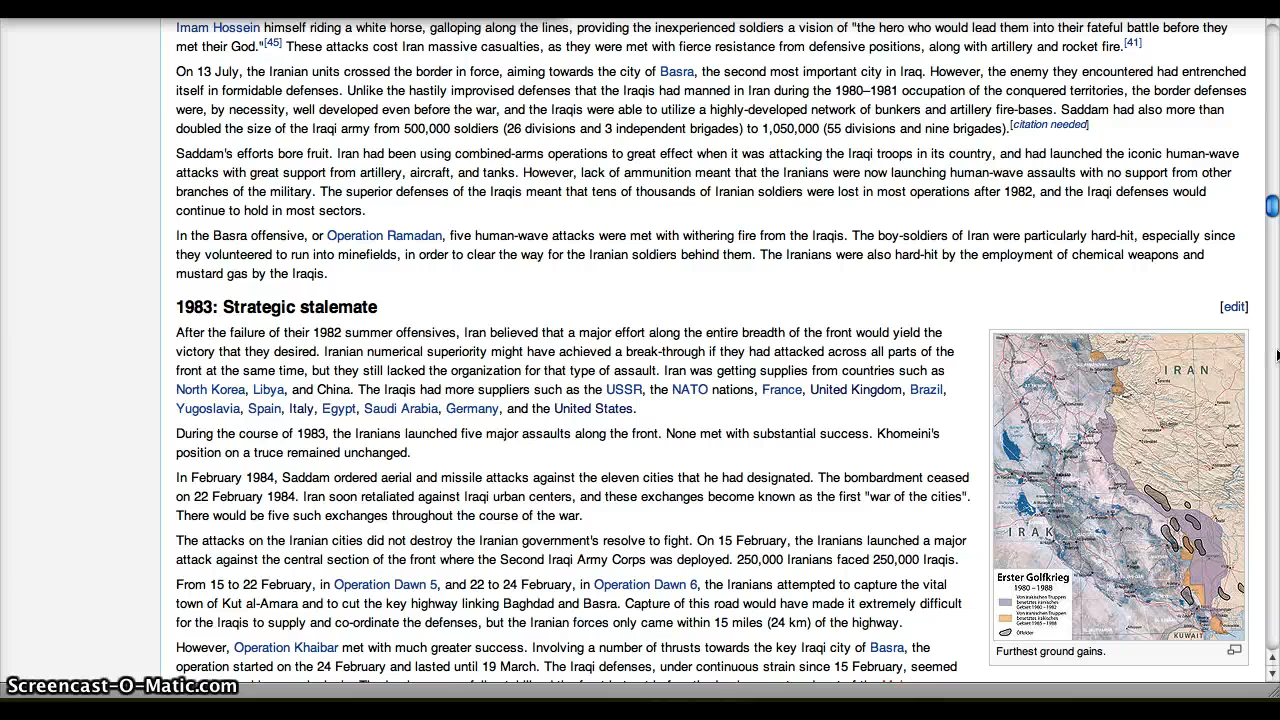 Imam Hossein himself riding a white horse, galloping along the lines, providing the inexperienced soldiers a vision of "the hero who would lead them into their fateful battle before they
met their God."[45] These attacks cost Iran massive casualties, as they were met with fierce resistance from defensive positions, along with artillery and rocket fire.[41]
On 13 July, the Iranian units crossed the border in force, aiming towards the city of Basra, the second most important city in Iraq. However, the enemy they encountered had entrenched
itself in formidable defenses. Unlike the hastily improvised defenses that the Iraqis had manned in Iran during the 1980–1981 occupation of the conquered territories, the border defenses
were, by necessity, well developed even before the war, and the Iraqis were able to utilize a highly-developed network of bunkers and artillery fire-bases. Saddam had also more than
doubled the size of the Iraqi army from 500,000 soldiers (26 divisions and 3 independent brigades) to 1,050,000 (55 divisions and nine brigades).[citation needed]
Saddam's efforts bore fruit. Iran had been using combined-arms operations to great effect when it was attacking the Iraqi troops in its country, and had launched the iconic human-wave
attacks with great support from artillery, aircraft, and tanks. However, lack of ammunition meant that the Iranians were now launching human-wave assaults with no support from other
branches of the military. The superior defenses of the Iraqis meant that tens of thousands of Iranian soldiers were lost in most operations after 1982, and the Iraqi defenses would
continue to hold in most sectors.
In the Basra offensive, or Operation Ramadan, five human-wave attacks were met with withering fire from the Iraqis. The boy-soldiers of Iran were particularly hard-hit, especially since
they volunteered to run into minefields, in order to clear the way for the Iranian soldiers behind them. The Iranians were also hard-hit by the employment of chemical weapons and
mustard gas by the Iraqis.
1983: Strategic stalemate [edit]
After the failure of their 1982 summer offensives, Iran believed that a major effort along the entire breadth of the front would yield the
victory that they desired. Iranian numerical superiority might have achieved a break-through if they had attacked across all parts of the
front at the same time, but they still lacked the organization for that type of assault. Iran was getting supplies from countries such as
North Korea, Libya, and China. The Iraqis had more suppliers such as the USSR, the NATO nations, France, United Kingdom, Brazil,
Yugoslavia, Spain, Italy, Egypt, Saudi Arabia, Germany, and the United States.
During the course of 1983, the Iranians launched five major assaults along the front. None met with substantial success. Khomeini's
position on a truce remained unchanged.
In February 1984, Saddam ordered aerial and missile attacks against the eleven cities that he had designated. The bombardment ceased
on 22 February 1984. Iran soon retaliated against Iraqi urban centers, and these exchanges become known as the first "war of the cities".
There would be five such exchanges throughout the course of the war.
The attacks on the Iranian cities did not destroy the Iranian government's resolve to fight. On 15 February, the Iranians launched a major
attack against the central section of the front where the Second Iraqi Army Corps was deployed. 250,000 Iranians faced 250,000 Iraqis.
From 15 to 22 February, in Operation Dawn 5, and 22 to 24 February, in Operation Dawn 6, the Iranians attempted to capture the vital
town of Kut al-Amara and to cut the key highway linking Baghdad and Basra. Capture of this road would have made it extremely difficult
for the Iraqis to supply and co-ordinate the defenses, but the Iranian forces only came within 15 miles (24 km) of the highway.
However, Operation Khaibar met with much greater success. Involving a number of thrusts towards the key Iraqi city of Basra, the
operation started on the 24 February and lasted until 19 March. The Iraqi defenses, under continuous strain since 15 February, seemed
IRAN
IRAK
KUWAIT
Erster Golfkrieg
1980 – 1988
Von irakischen Truppen
besetztes iranisches
Gebiet 1980 – 1982
Von iranischen Truppen
besetztes irakisches
Gebiet 1985 – 1988
Ölfelder
Furthest ground gains.
Screencast-O-Matic.com